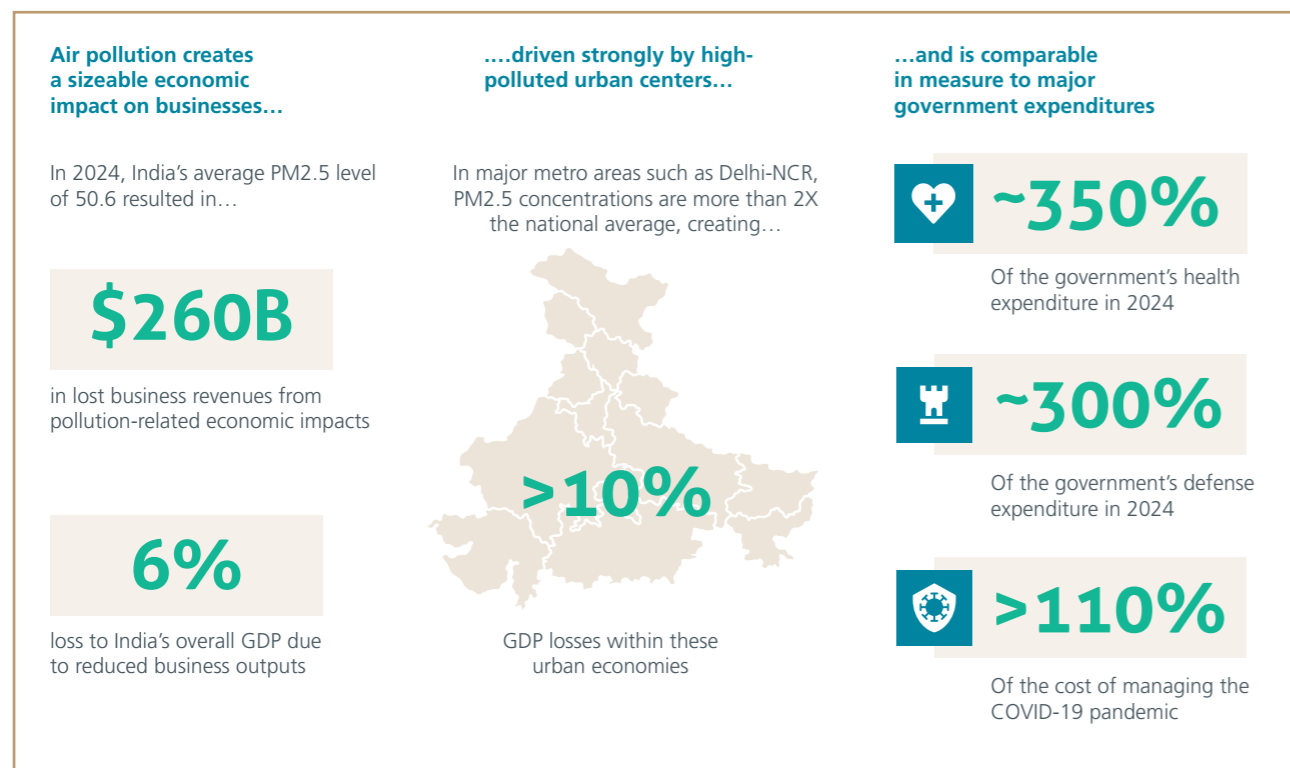 Air pollution creates
a sizeable economic
impact on businesses…
In 2024, India’s average PM2.5 level
of 50.6 resulted in…
$260B
in lost business revenues from
pollution-related economic impacts
6%
loss to India’s overall GDP due
to reduced business outputs
.…driven strongly by high-
polluted urban centers…
In major metro areas such as Delhi-NCR,
PM2.5 concentrations are more than 2X
the national average, creating…
>10%
GDP losses within these
urban economies
…and is comparable
in measure to major
government expenditures
~350%
Of the government’s health
expenditure in 2024
~300%
Of the government’s defense
expenditure in 2024
>110%
Of the cost of managing the
COVID-19 pandemic